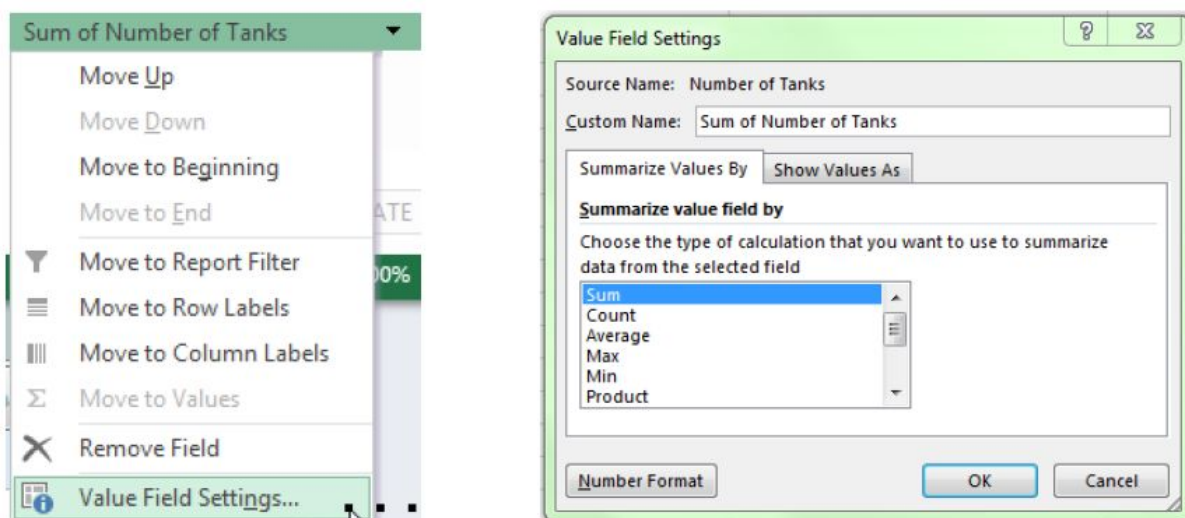 Sum of Number of Tanks
Move Up
Move Down
Move to Beginning
Move to End
ATE
Move to Report Filter
00%
Move to Row Labels
Move to Column Labels
Σ Move to Values
Remove Field
Value Field Settings...
Value Field Settings
?
Source Name: Number of Tanks
Custom Name: Sum of Number of Tanks
Summarize Values By
Show Values As
Summarize value field by
Choose the type of calculation that you want to use to summarize
data from the selected field
Sum
Count
Average
Max
Min
Product
Number Format
OK
Cancel